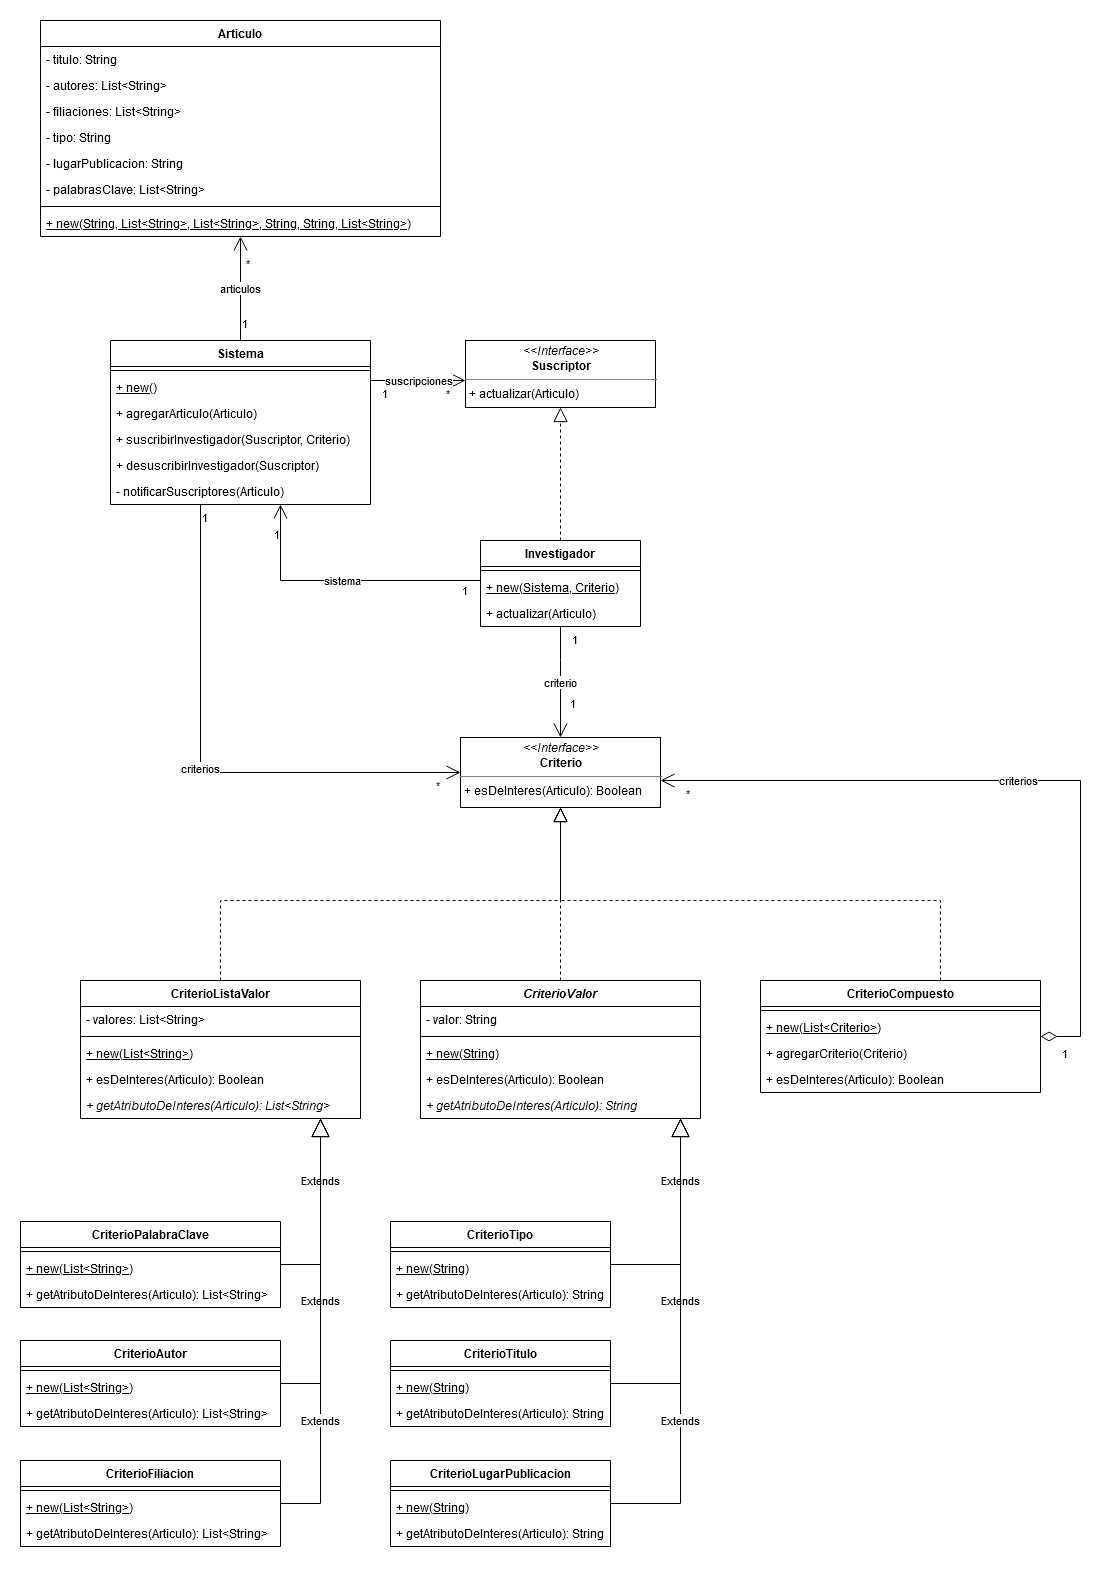 Articulo
- titulo: String
- autores: List<String>
- filiaciones: List<String>
- tipo: String
- lugarPublicacion: String
- palabrasClave: List<String>
+ new(String, List<String>, List<String>, String, String, List<String>)
*
articulos
1
Sistema
+ new()
+ agregarArticulo(Articulo)
+ suscribirInvestigador(Suscriptor, Criterio)
+ desuscribirInvestigador(Suscriptor)
- notificarSuscriptores(Articulo)
suscripciones
1
*
<<Interface>>
Suscriptor
+ actualizar(Articulo)
1
1
sistema
1
Investigador
+ new(Sistema, Criterio)
+ actualizar(Articulo)
1
criterio
1
criterios
*
<<Interface>>
Criterio
+ esDeInteres(Articulo): Boolean
*
criterios
CriterioListaValor
- valores: List<String>
+ new(List<String>)
+ esDeInteres(Articulo): Boolean
+ getAtributoDeInteres(Articulo): List<String>
CriterioValor
- valor: String
+ new(String)
+ esDeInteres(Articulo): Boolean
+ getAtributoDeInteres(Articulo): String
CriterioCompuesto
+ new(List<Criterio>)
+ agregarCriterio(Criterio)
+ esDeInteres(Articulo): Boolean
1
Extends
Extends
CriterioPalabraClave
+ new(List<String>)
+ getAtributoDeInteres(Articulo): List<String>
Extends
CriterioTipo
+ new(String)
+ getAtributoDeInteres(Articulo): String
Extends
CriterioAutor
+ new(List<String>)
+ getAtributoDeInteres(Articulo): List<String>
Extends
CriterioTitulo
+ new(String)
+ getAtributoDeInteres(Articulo): String
Extends
CriterioFiliacion
+ new(List<String>)
+ getAtributoDeInteres(Articulo): List<String>
CriterioLugarPublicacion
+ new(String)
+ getAtributoDeInteres(Articulo): String